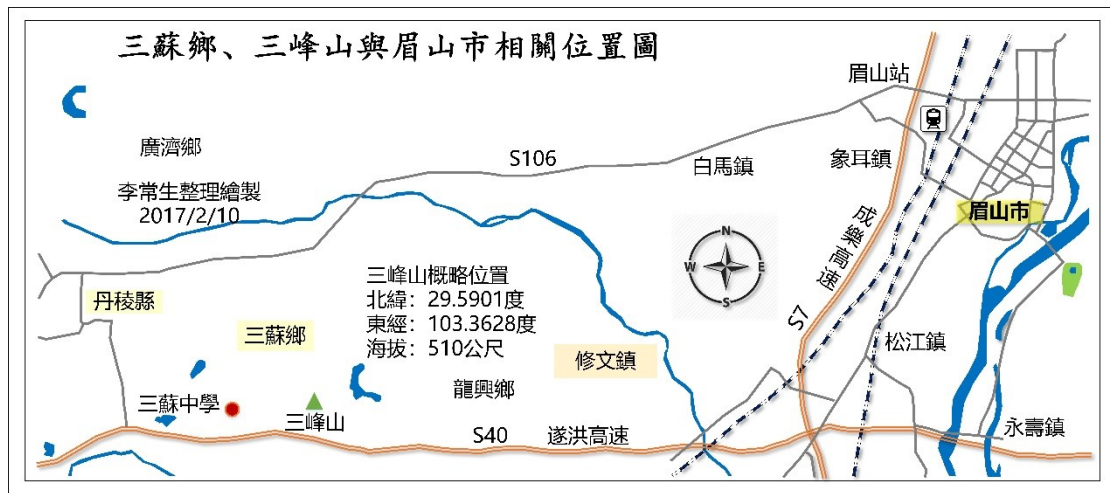 三蘇鄉、三峰山與眉山市相關位置圖
眉山站
廣濟鄉
S106
白馬鎮
象耳鎮
李常生整理繪製
2017/2/10
眉山市
成樂高速
N
W
E
S
三峰山概略位置
北緯：29.5901度
東經：103.3628度
海拔：510公尺
丹稜縣
三蘇鄉
S7
松江鎮
修文鎮
龍興鄉
三蘇中學
三峰山
S40
遂洪高速
永壽鎮